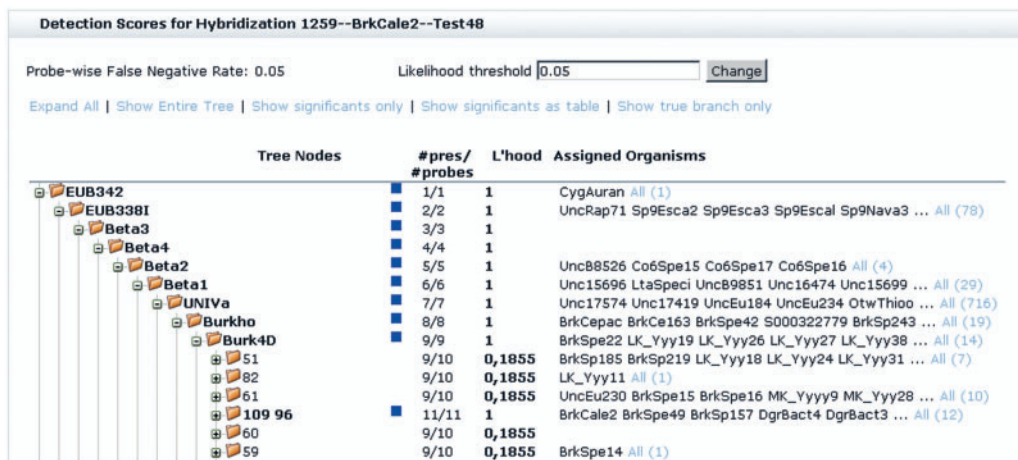 Detection Scores for Hybridization 1259--BrkCale2--Test48
Probe-wise False Negative Rate: 0.05 Likelihood threshold 0.05 Change
Expand All | Show Entire Tree | Show significants only | Show significants as table | Show true branch only
Tree Nodes #pres/ #probes L'hood Assigned Organisms
EUB342 1/1 1 CygAuran All (1)
EUB338I 2/2 1 UncRap71 Sp9Esca2 Sp9Esca3 Sp9Escal Sp9Nava3 ... All (78)
Beta3 3/3 1
Beta4 4/4 1
Beta2 5/5 1 UncB8526 Co6Spe15 Co6Spe17 Co6Spe16 All (4)
Beta1 6/6 1 Unc15696 LtaSpeci UncB9851 Unc16474 Unc15699 ... All (29)
UNIVa 7/7 1 Unc17574 Unc17419 UncEu184 UncEu234 OtwThioo ... All (716)
Burkho 8/8 1 BrkCepac BrkCe163 BrkSpe42 S000322779 BrkSp243 ... All (19)
Burk4D 9/9 1 BrkSpe22 LK_Yyy19 LK_Yyy26 LK_Yyy27 LK_Yyy38 ... All (14)
51 9/10 0,1855 BrkSp185 BrkSp219 LK_Yyy18 LK_Yyy24 LK_Yyy31 ... All (7)
82 9/10 0,1855 LK_Yyy11 All (1)
61 9/10 0,1855 UncEu230 BrkSpe15 BrkSpe16 MK_Yyyy9 MK_Yyy28 ... All (10)
109 96 11/11 1 BrkCale2 BrkSpe49 BrkSp157 DgrBact4 DgrBact3 ... All (12)
60 9/10 0,1855
59 9/10 0,1855 BrkSpe14 All (1)